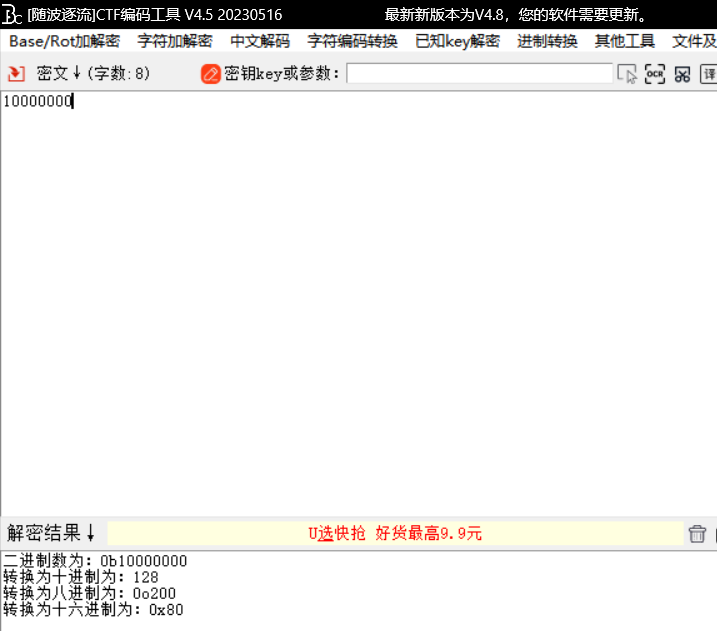 [随波逐流]CTF编码工具 V4.5 20230516 最新新版本为V4.8，您的软件需要更新。
Base/Rot加解密 字符加解密 中文解码 字符编码转换 已知key解密 进制转换 其他工具 文件及
密文↓(字数:8) 密钥key或参数: OCR 译
10000000
解密结果↓ U选快抢 好货最高9.9元
二进制数为: 0b10000000
转换为十进制为: 128
转换为八进制为: 0o200
转换为十六进制为: 0x80